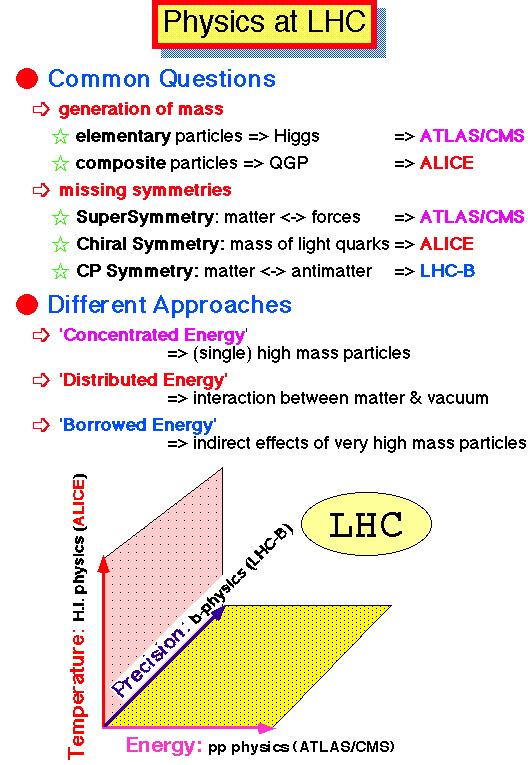 Physics at LHC
Common Questions
generation of mass
elementary particles => Higgs => ATLAS/CMS
composite particles => QGP => ALICE
missing symmetries
SuperSymmetry: matter <-> forces => ATLAS/CMS
Chiral Symmetry: mass of light quarks => ALICE
CP Symmetry: matter <-> antimatter => LHC-B
Different Approaches
'Concentrated Energy'
=> (single) high mass particles
'Distributed Energy'
=> interaction between matter & vacuum
'Borrowed Energy'
=> indirect effects of very high mass particles
LHC
Temperature: H.I. physics (ALICE)
Precision: b-physics (LHC-B)
Energy: pp physics (ATLAS/CMS)